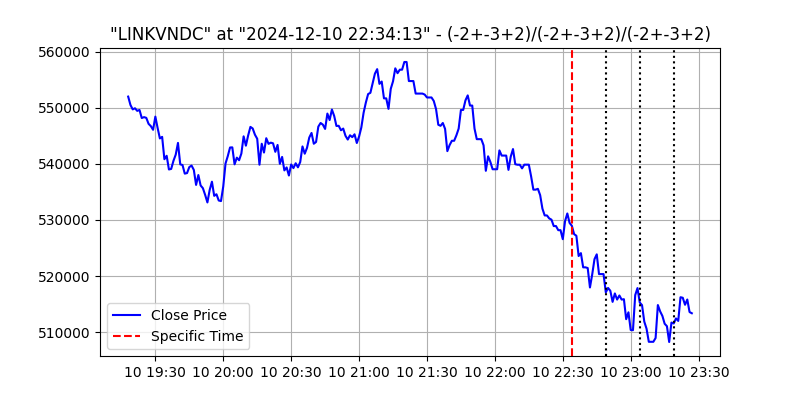 "LINKVNDC" at "2024-12-10 22:34:13" - (-2+-3+2)/(-2+-3+2)/(-2+-3+2)
560000
550000
540000
530000
520000
510000
Close Price
Specific Time
10 19:30 10 20:00 10 20:30 10 21:00 10 21:30 10 22:00 10 22:30 10 23:00 10 23:30